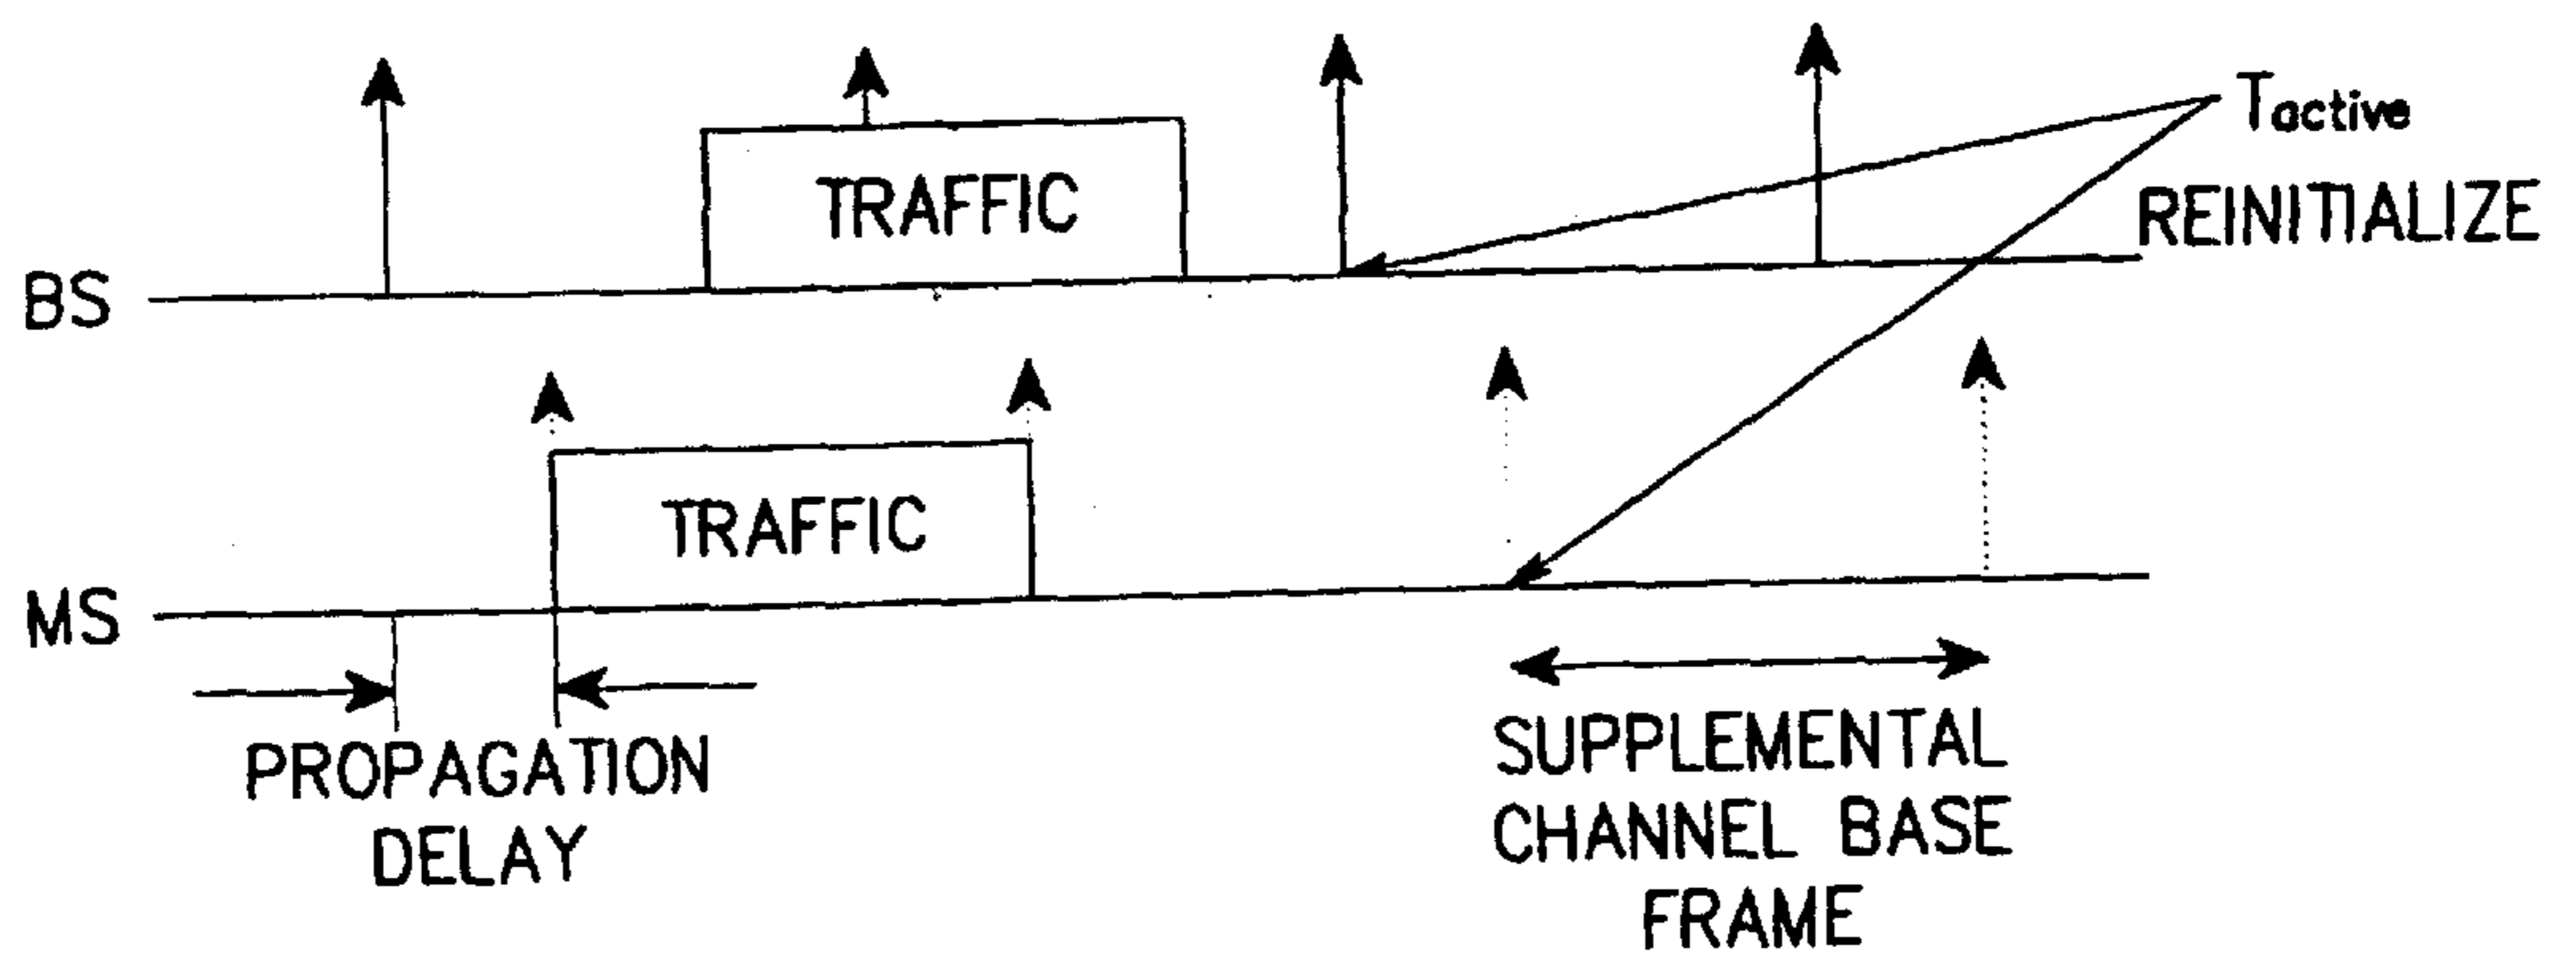 Tactive
REINITIALIZE
TRAFFIC
BS
TRAFFIC
MS
PROPAGATION
DELAY
SUPPLEMENTAL
CHANNEL BASE
FRAME